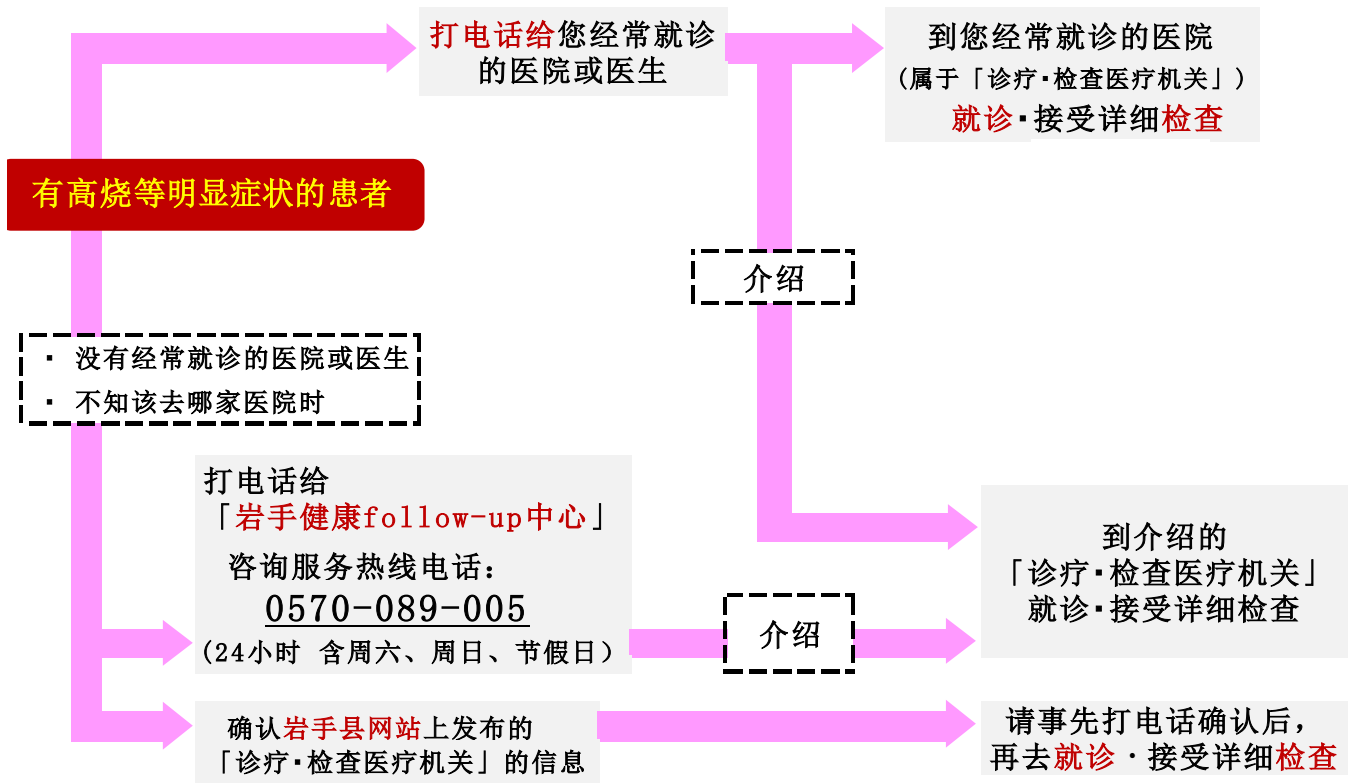 打电话给您经常就诊
的医院或医生
到您经常就诊的医院
(属于「诊疗▪检查医疗机关」)
就诊▪接受详细检查
有高烧等明显症状的患者
介绍
▪ 没有经常就诊的医院或医生
▪ 不知该去哪家医院时
打电话给
「岩手健康follow-up中心」
咨询服务热线电话：
0570-089-005
(24小时 含周六、周日、节假日)
介绍
到介绍的
「诊疗▪检查医疗机关」
就诊▪接受详细检查
确认岩手县网站上发布的
「诊疗▪检查医疗机关」的信息
请事先打电话确认后，
再去就诊·接受详细检查